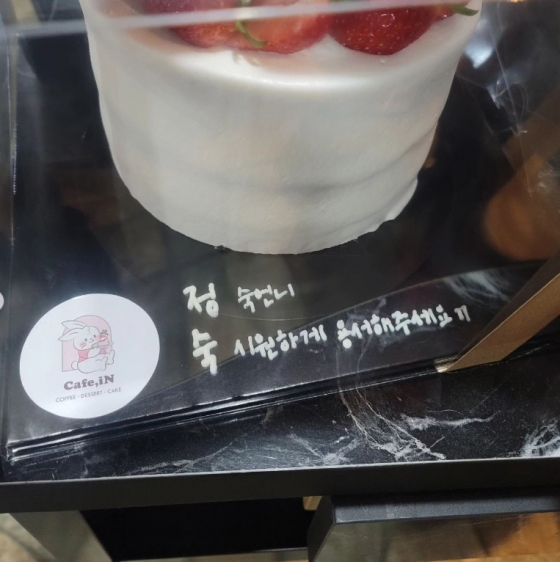 정 숙언니
숙 시원하게 용서해주세요기
Cafe,iN
COFFEE · DESSERT · CAKE